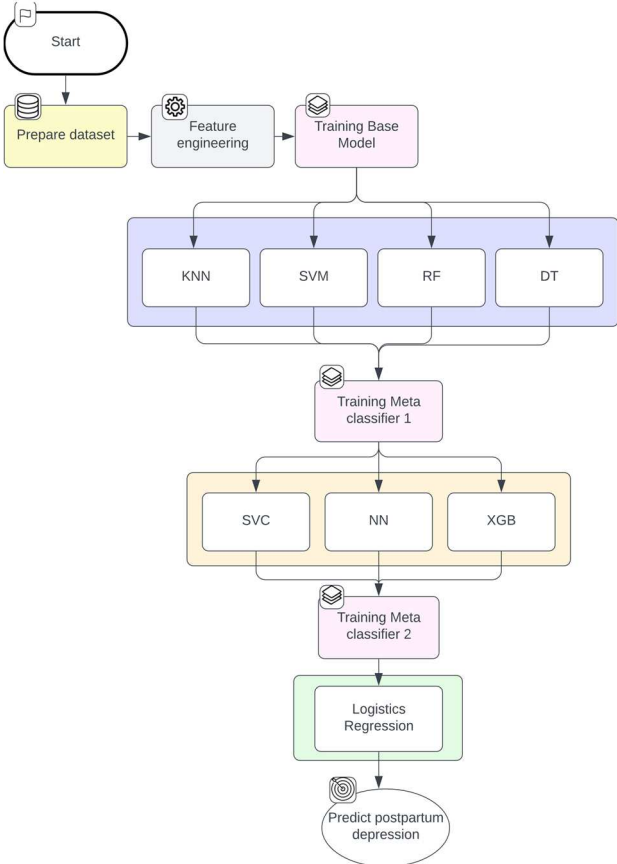 Start
Prepare dataset
Feature
engineering
Training Base
Model
KNN
SVM
RF
DT
Training Meta
classifier 1
SVC
NN
XGB
Training Meta
classifier 2
Logistics
Regression
Predict postpartum
depression